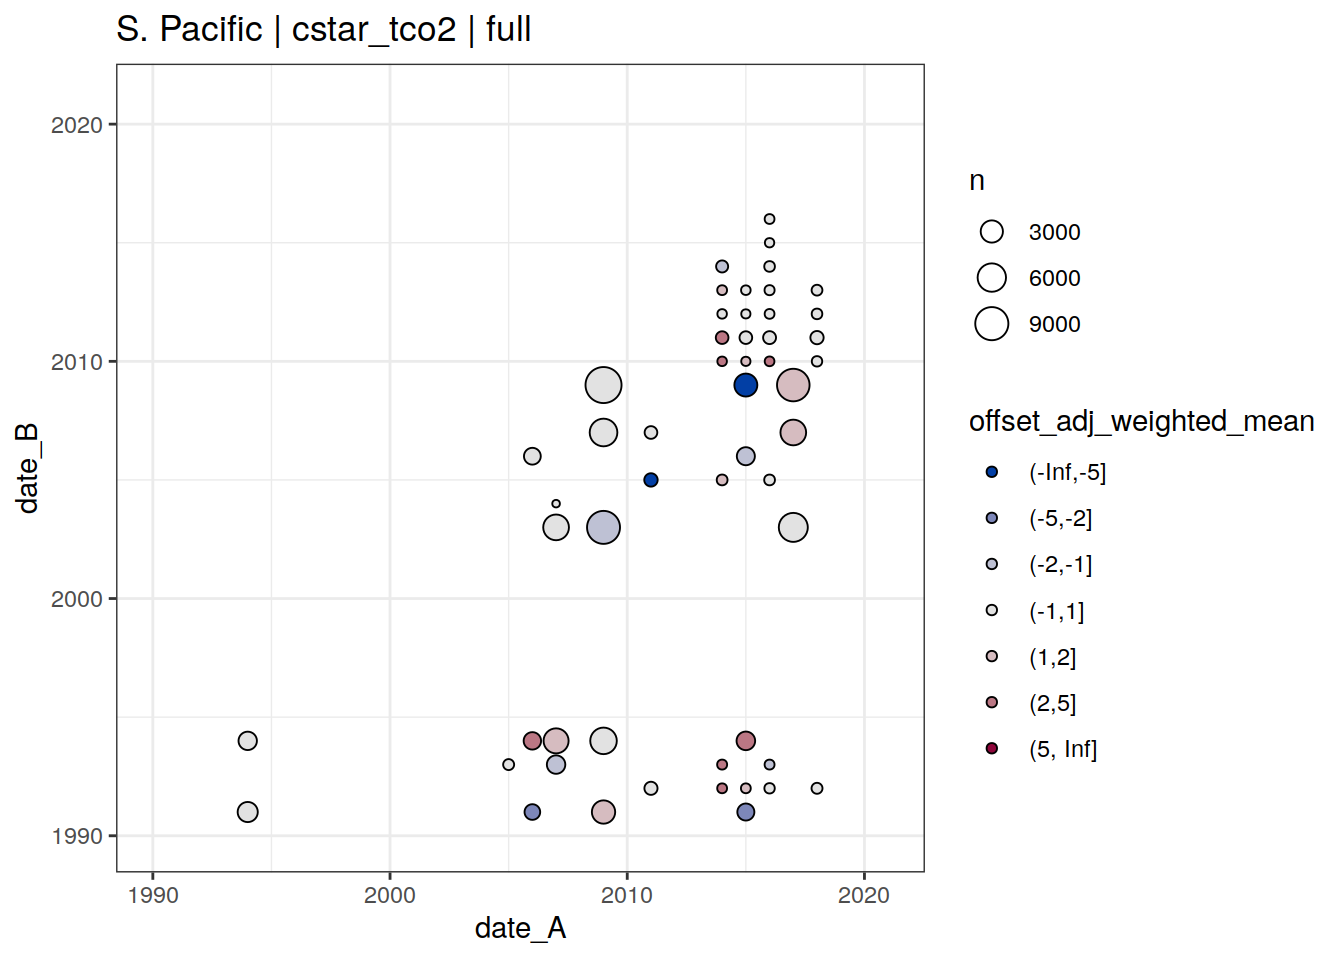 S. Pacific | cstar_tco2 | full
2020
2010
2000
1990
1990 2000 2010 2020
date_A
date_B
n
3000
6000
9000
offset_adj_weighted_mean
(-Inf,-5]
(-5,-2]
(-2,-1]
(-1,1]
(1,2]
(2,5]
(5, Inf]